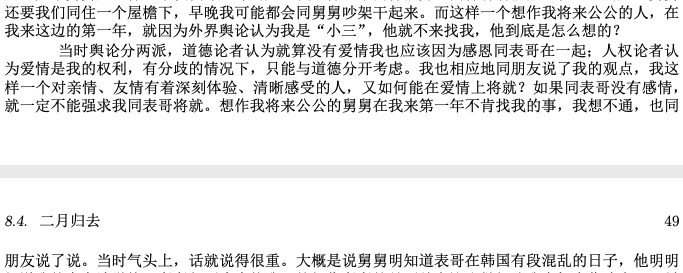 还要我们同住一个屋檐下，早晚我可能都会同舅舅吵架干起来。而这样一个想作我将来公公的人，在
我来这边的第一年，就因为外界舆论认为我是“小三”，他就不来找我，他到底是怎么想的？
当时舆论分两派，道德论者认为就算没有爱情我也应该因为感恩同表哥在一起；人权论者认
为爱情是我的权利，有分歧的情况下，只能与道德分开考虑。我也相应地同朋友说了我的观点，我这
样一个对亲情、友情有着深刻体验、清晰感受的人，又如何能在爱情上将就？如果同表哥没有感情，
就一定不能强求我同表哥将就。想作我将来公公的舅舅在我来第一年不肯找我的事，我想不通，也同
8.4. 二月归去 49
朋友说了说。当时气头上，话就说得很重。大概是说舅舅明知道表哥在韩国有段混乱的日子，他明明